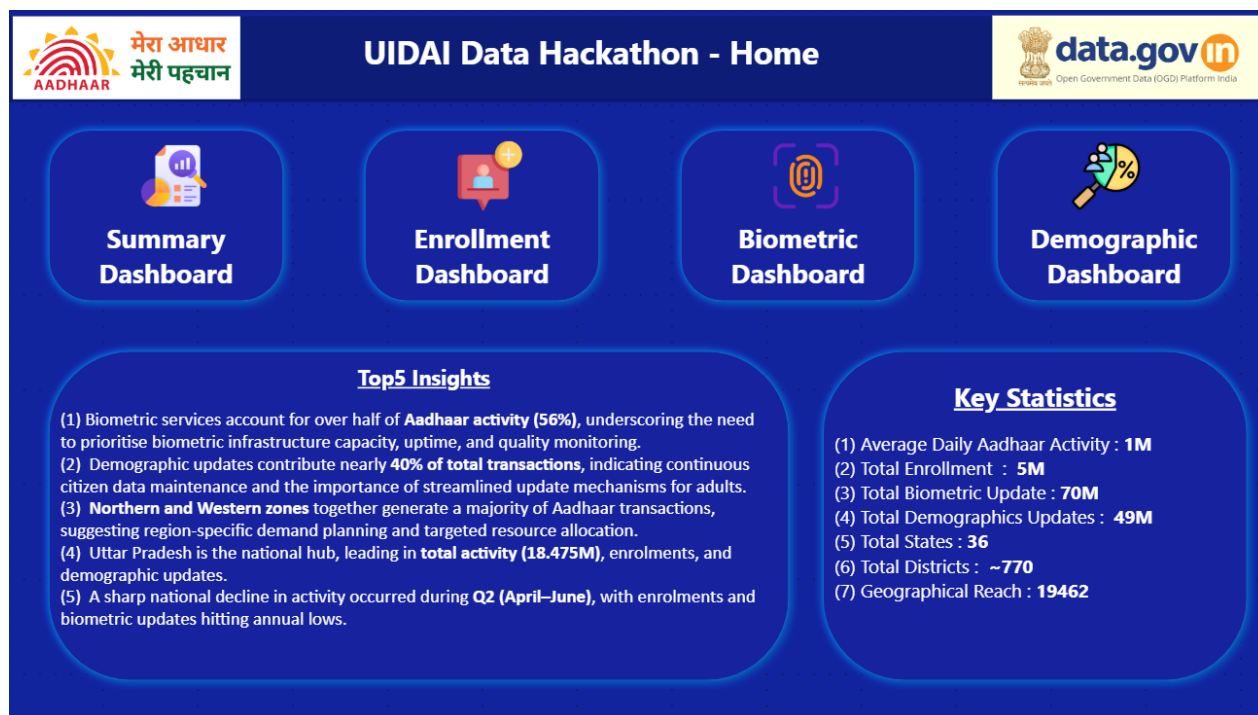 मेरा आधार
मेरी पहचान
AADHAAR
UIDAI Data Hackathon - Home
सत्यमेव जयते
data.gov in
Open Government Data (OGD) Platform India
Summary
Dashboard
Enrollment
Dashboard
Biometric
Dashboard
%
Demographic
Dashboard
Top5 Insights
(1) Biometric services account for over half of Aadhaar activity (56%), underscoring the need
to prioritise biometric infrastructure capacity, uptime, and quality monitoring.
(2) Demographic updates contribute nearly 40% of total transactions, indicating continuous
citizen data maintenance and the importance of streamlined update mechanisms for adults.
(3) Northern and Western zones together generate a majority of Aadhaar transactions,
suggesting region-specific demand planning and targeted resource allocation.
(4) Uttar Pradesh is the national hub, leading in total activity (18.475M), enrolments, and
demographic updates.
(5) A sharp national decline in activity occurred during Q2 (April–June), with enrolments and
biometric updates hitting annual lows.
Key Statistics
(1) Average Daily Aadhaar Activity : 1M
(2) Total Enrollment : 5M
(3) Total Biometric Update : 70M
(4) Total Demographics Updates : 49M
(5) Total States : 36
(6) Total Districts : ~770
(7) Geographical Reach : 19462